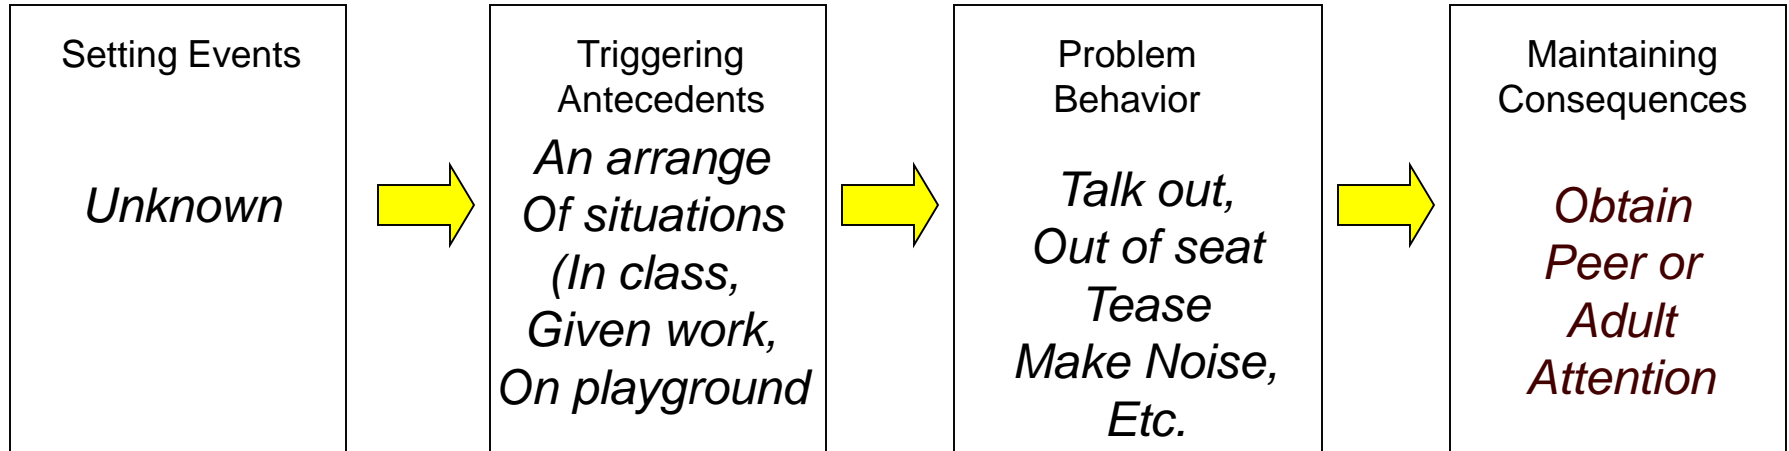 Setting Events
Unknown
Triggering
Antecedents
An arrange
Of situations
(In class,
Given work,
On playground
Problem
Behavior
Talk out,
Out of seat
Tease
Make Noise,
Etc.
Maintaining
Consequences
Obtain
Peer or
Adult
Attention